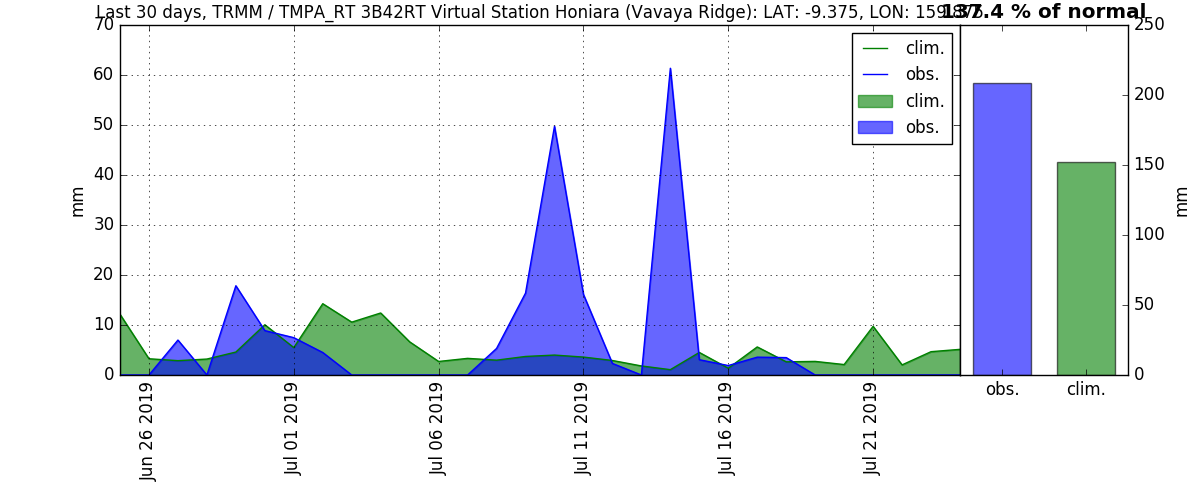 Last 30 days, TRMM / TMPA_RT 3B42RT Virtual Station Honiara (Vavaya Ridge): LAT: -9.375, LON:
137.4 % of normal
70
60
50
40
30
20
10
0
mm
clim.
obs.
clim.
obs.
Jun 26 2019
Jul 01 2019
Jul 06 2019
Jul 11 2019
Jul 16 2019
Jul 21 2019
250
200
150
100
50
0
mm
obs.
clim.